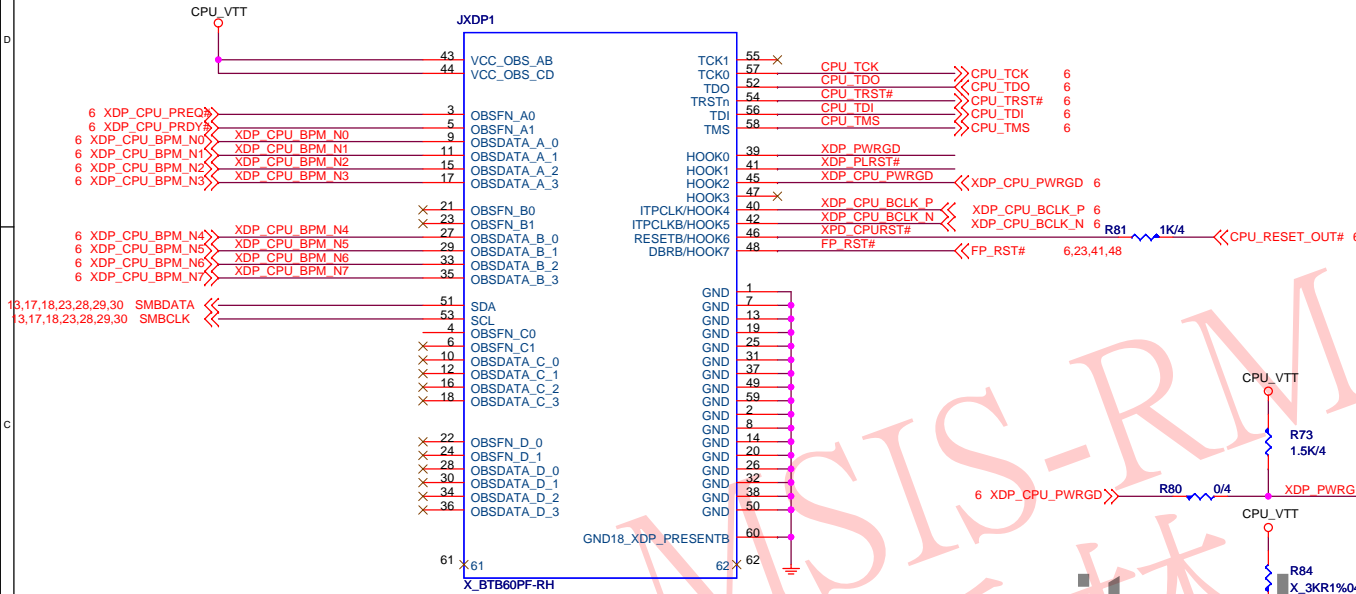 CPU_VTT
JXDP1
D
43 VCC_OBS_AB TCK1 55
44 VCC_OBS_CD TCK0 57 CPU_TCK CPU_TCK 6
TDO 52 CPU_TDO CPU_TDO 6
TRSTn 54 CPU_TRST# CPU_TRST# 6
6 XDP_CPU_PREQ# 3 OBSFN_A0 TDI 56 CPU_TDI CPU_TDI 6
6 XDP_CPU_PRDY# 5 OBSFN_A1 TMS 58 CPU_TMS CPU_TMS 6
6 XDP_CPU_BPM_N0 XDP_CPU_BPM_N0 9 OBSDATA_A_0
6 XDP_CPU_BPM_N1 XDP_CPU_BPM_N1 11 OBSDATA_A_1 HOOK0 39 XDP_PWRGD
6 XDP_CPU_BPM_N2 XDP_CPU_BPM_N2 15 OBSDATA_A_2 HOOK1 41 XDP_PLRST#
6 XDP_CPU_BPM_N3 XDP_CPU_BPM_N3 17 OBSDATA_A_3 HOOK2 45 XDP_CPU_PWRGD XDP_CPU_PWRGD 6
HOOK3 47
21 OBSFN_B0 ITPCLK/HOOK4 40 XDP_CPU_BCLK_P XDP_CPU_BCLK_P 6
23 OBSFN_B1 ITPCLKB/HOOK5 42 XDP_CPU_BCLK_N XDP_CPU_BCLK_N 6
6 XDP_CPU_BPM_N4 XDP_CPU_BPM_N4 27 OBSDATA_B_0 RESETB/HOOK6 46 XPD_CPURST# R81 1K/4 CPU_RESET_OUT# 6
6 XDP_CPU_BPM_N5 XDP_CPU_BPM_N5 29 OBSDATA_B_1 DBRB/HOOK7 48 FP_RST# FP_RST# 6,23,41,48
6 XDP_CPU_BPM_N6 XDP_CPU_BPM_N6 33 OBSDATA_B_2
6 XDP_CPU_BPM_N7 XDP_CPU_BPM_N7 35 OBSDATA_B_3
GND 1
13,17,18,23,28,29,30 SMBDATA 51 SDA GND 7
13,17,18,23,28,29,30 SMBCLK 53 SCL GND 13
4 OBSFN_C0 GND 19
6 OBSFN_C1 GND 25
10 OBSDATA_C_0 GND 31
12 OBSDATA_C_1 GND 37
16 OBSDATA_C_2 GND 49
18 OBSDATA_C_3 GND 59
GND 2
C
GND 8
22 OBSFN_D_0 GND 14
24 OBSFN_D_1 GND 20
28 OBSDATA_D_0 GND 26
30 OBSDATA_D_1 GND 32
34 OBSDATA_D_2 GND 38
36 OBSDATA_D_3 GND 50
GND18_XDP_PRESENTB 60
61 61 62 62
X_BTB60PF-RH
CPU_VTT
R73
1.5K/4
6 XDP_CPU_PWRGD R80 0/4 XDP_PWRG
CPU_VTT
R84
X_3KR1%04
MSIS-RM